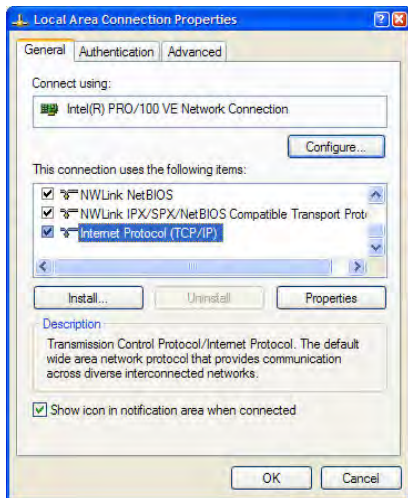 Local Area Connection Properties
General Authentication Advanced
Connect using:
Intel(R) PRO/100 VE Network Connection
Configure...
This connection uses the following items:
NWLink NetBIOS
NWLink IPX/SPX/NetBIOS Compatible Transport Prot
Internet Protocol (TCP/IP)
Install... Uninstall Properties
Description
Transmission Control Protocol/Internet Protocol. The default
wide area network protocol that provides communication
across diverse interconnected networks.
Show icon in notification area when connected
OK Cancel